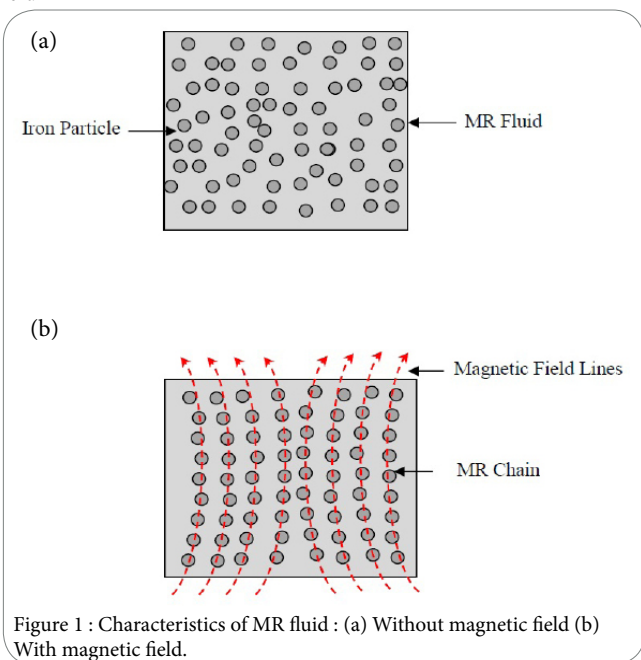 (a)
Iron Particle
MR Fluid
(b)
Magnetic Field Lines
MR Chain
Figure 1 : Characteristics of MR fluid : (a) Without magnetic field (b)
With magnetic field.